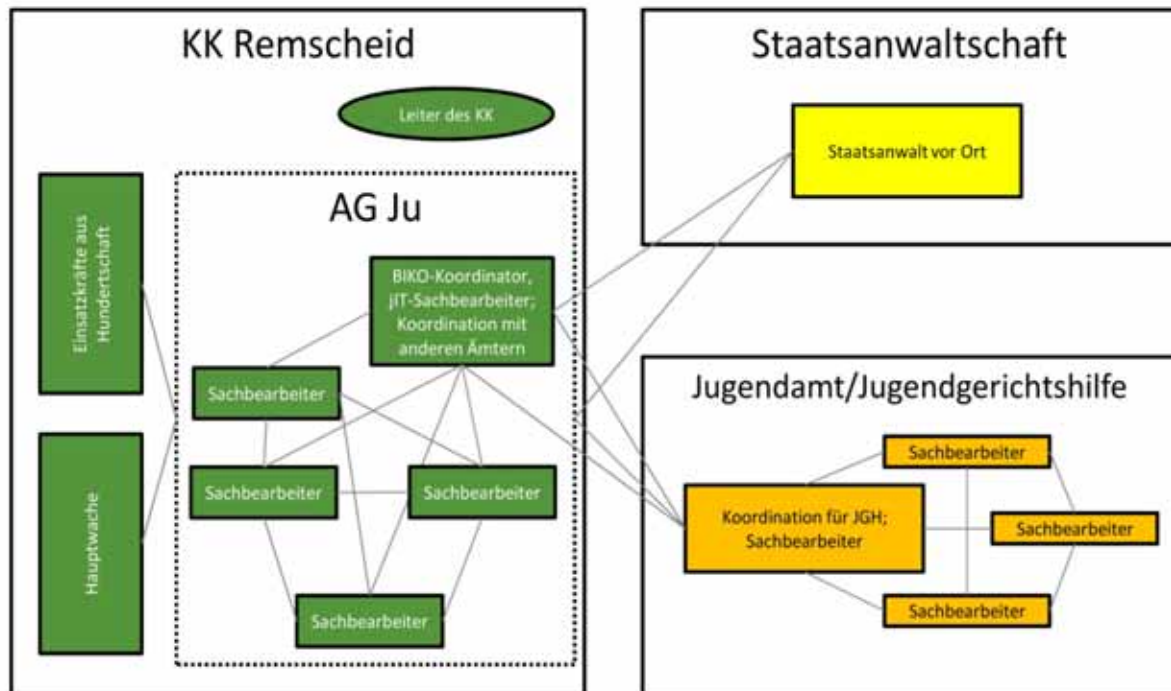 KK Remscheid
Leiter des KK
Einsatzkräfte aus
Hundertschaft
Hauptwache
AG Ju
BIKO-Koordinator,
jIT-Sachbearbeiter;
Koordination mit
anderen Ämtern
Sachbearbeiter
Sachbearbeiter
Sachbearbeiter
Sachbearbeiter
Staatsanwaltschaft
Staatsanwalt vor Ort
Jugendamt/Jugendgerichtshilfe
Sachbearbeiter
Koordination für JGH;
Sachbearbeiter
Sachbearbeiter
Sachbearbeiter